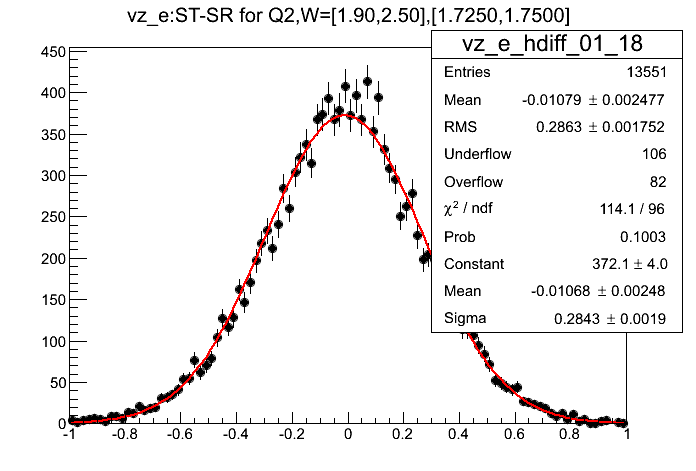 vz_e:ST-SR for Q2,W=[1.90,2.50],[1.7250,1.7500]
vz_e_hdiff_01_18
Entries 13551
Mean -0.01079 ± 0.002477
RMS 0.2863 ± 0.001752
Underflow 106
Overflow 82
χ² / ndf 114.1 / 96
Prob 0.1003
Constant 372.1 ± 4.0
Mean -0.01068 ± 0.00248
Sigma 0.2843 ± 0.0019
450
400
350
300
250
200
150
100
50
0
-1 -0.8 -0.6 -0.4 -0.2 0 0.2 0.4 0.6 0.8 1